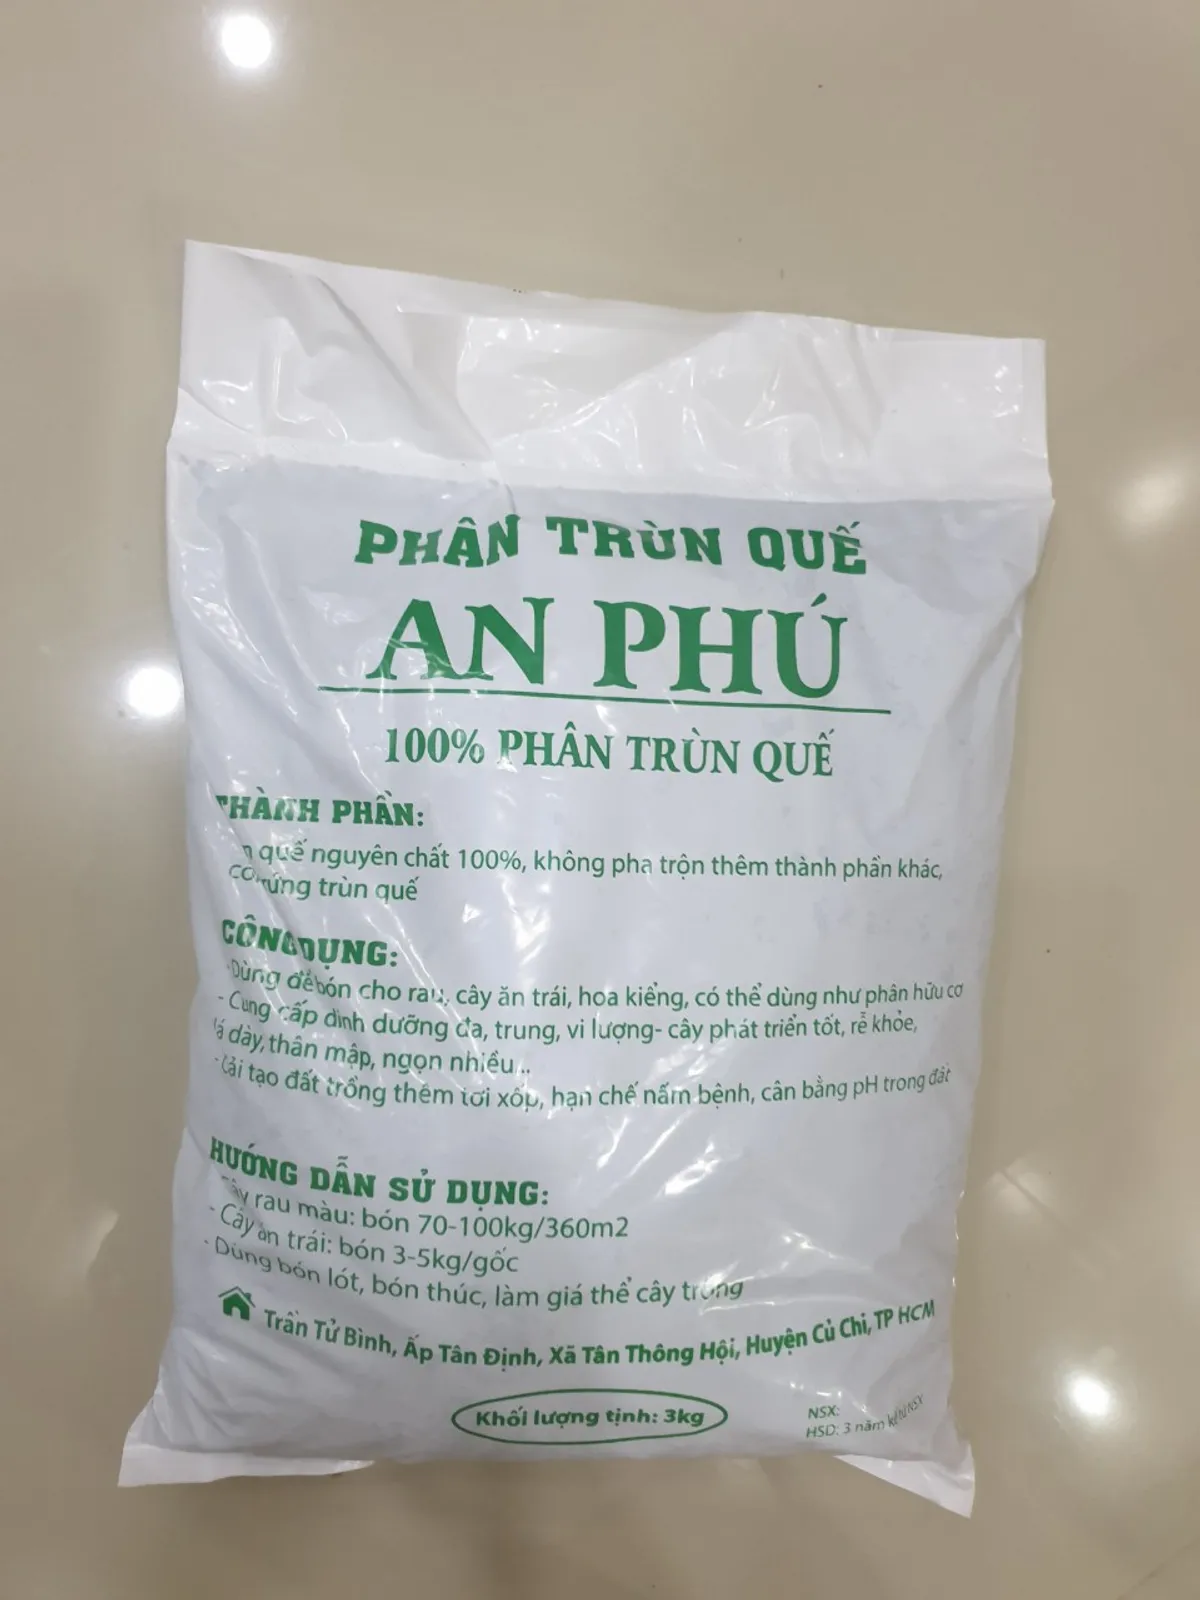 PHÂN TRÙN QUẾ
AN PHÚ
100% PHÂN TRÙN QUẾ
THÀNH PHẦN:
quế nguyên chất 100%, không pha trộn thêm thành phần khác,
trùn quế
CÔNG DỤNG:
-Dùng để bón cho rau, cây ăn trái, hoa kiểng, có thể dùng như phân hữu cơ
- Cung cấp dinh dưỡng đa, trung, vi lượng- cây phát triển tốt, rễ khỏe,
lá dày, thân mập, ngọn nhiều...
-Cải tạo đất trồng thêm tơi xốp, hạn chế nấm bệnh, cân bằng pH trong đất
HƯỚNG DẪN SỬ DỤNG:
Cây rau màu: bón 70-100kg/360m2
- Cây ăn trái: bón 3-5kg/gốc
- Dùng bón lót, bón thúc, làm giá thể cây trồng
Trần Tử Bình, Ấp Tân Định, Xã Tân Thông Hội, Huyện Củ Chi, TP HCM
Khối lượng tịnh: 3kg
NSX:
HSD: 3 năm kể từ NSX